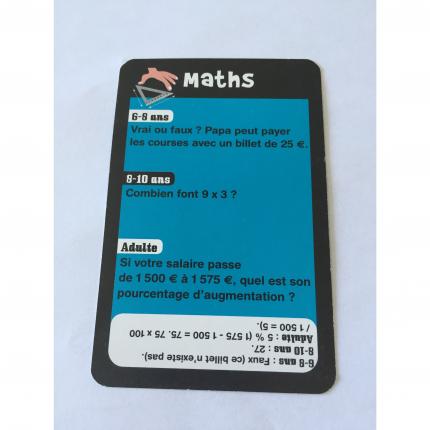 Maths
6-8 ans
Vrai ou faux ? Papa peut payer
les courses avec un billet de 25 €.
8-10 ans
Combien font 9 x 3 ?
Adulte
Si votre salaire passe
de 1 500 € à 1 575 €, quel est son
pourcentage d'augmentation ?
6-8 ans : Faux (ce billet n'existe pas).
8-10 ans : 27.
Adulte : 5 % (1 575 - 1 500 = 75. 75 x 100
/ 1 500 = 5).